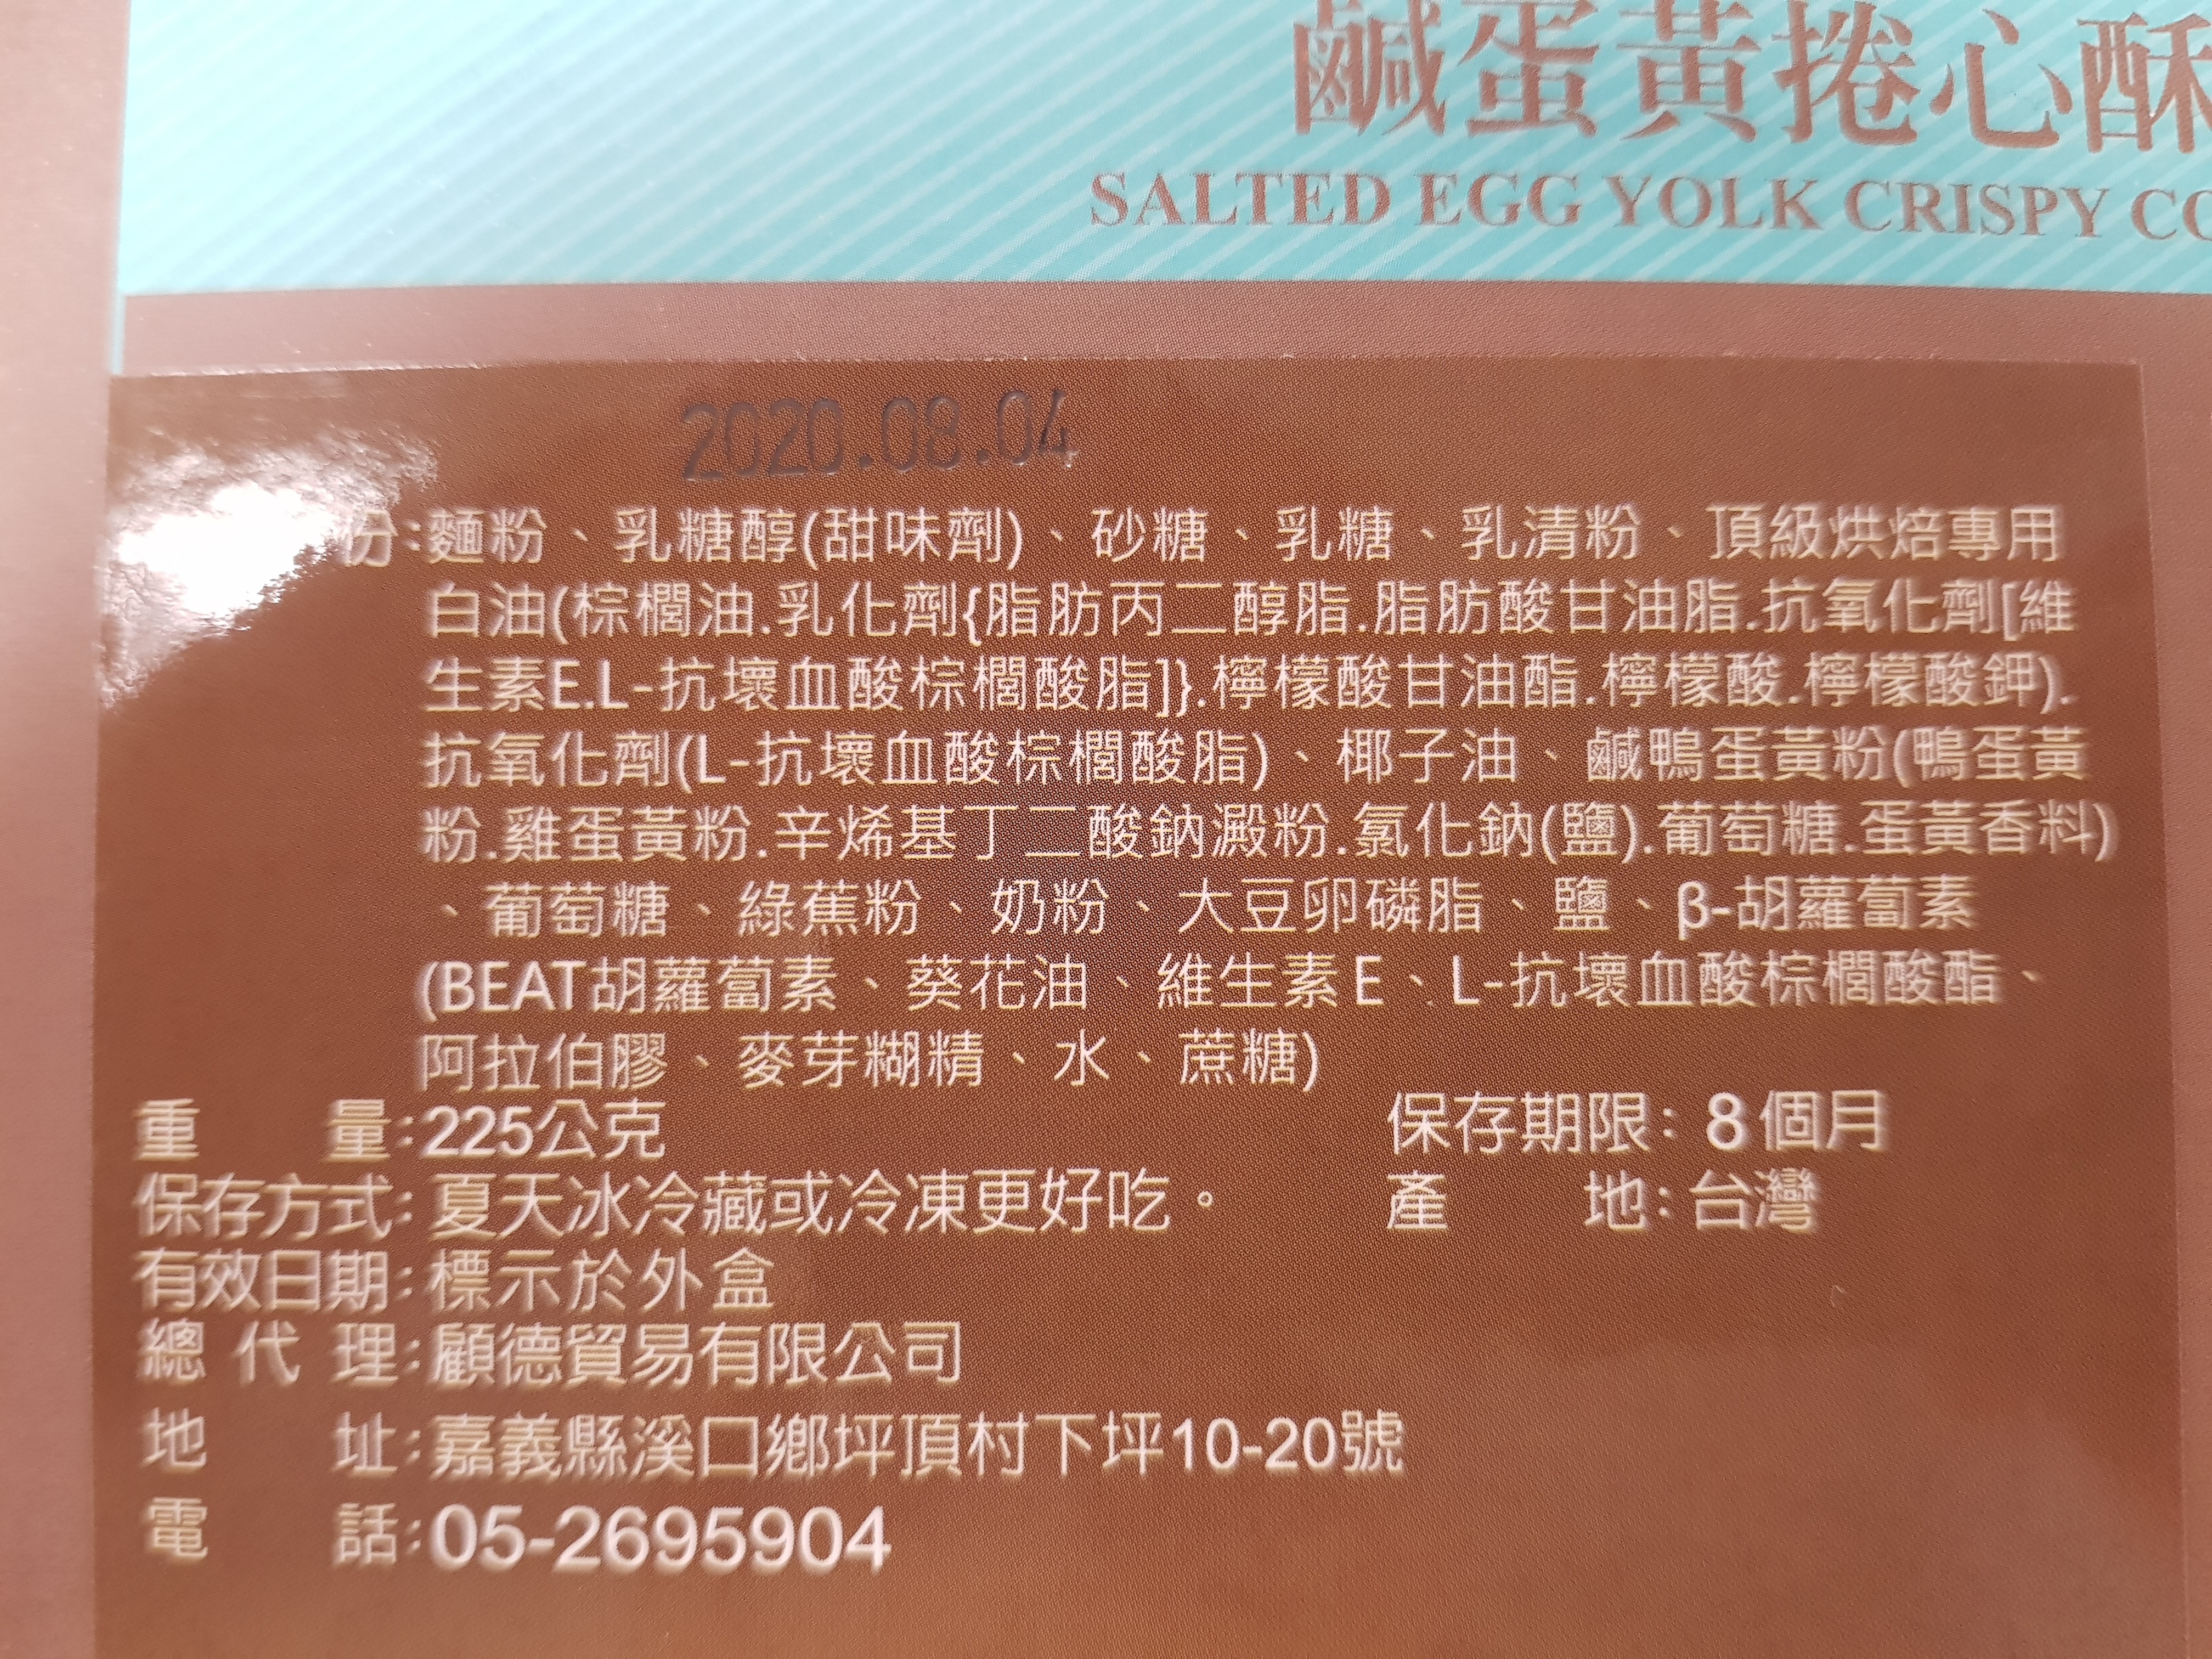 鹹蛋黃捲心酥
SALTED EGG YOLK CRISPY
2020.08.04
份:麵粉、乳糖醇(甜味劑)、砂糖、乳糖、乳清粉、頂級烘焙專用
白油(棕櫚油.乳化劑{脂肪丙二醇脂.脂肪酸甘油脂.抗氧化劑[維
生素E.L-抗壞血酸棕櫚酸脂]}.檸檬酸甘油酯.檸檬酸.檸檬酸鉀).
抗氧化劑(L-抗壞血酸棕櫚酸脂)、椰子油、鹹鴨蛋黃粉(鴨蛋黃
粉.雞蛋黃粉.辛烯基丁二酸鈉澱粉.氯化鈉(鹽).葡萄糖.蛋黃香料)
、葡萄糖、綠蕉粉、奶粉、大豆卵磷脂、鹽、β-胡蘿蔔素
(BEAT胡蘿蔔素、葵花油、維生素E、L-抗壞血酸棕櫚酸酯、
阿拉伯膠、麥芽糊精、水、蔗糖)
重量:225公克 保存期限: 8個月
保存方式: 夏天冰冷藏或冷凍更好吃。 產地: 台灣
有效日期: 標示於外盒
總代理: 顧德貿易有限公司
地址: 嘉義縣溪口鄉坪頂村下坪10-20號
電話: 05-2695904